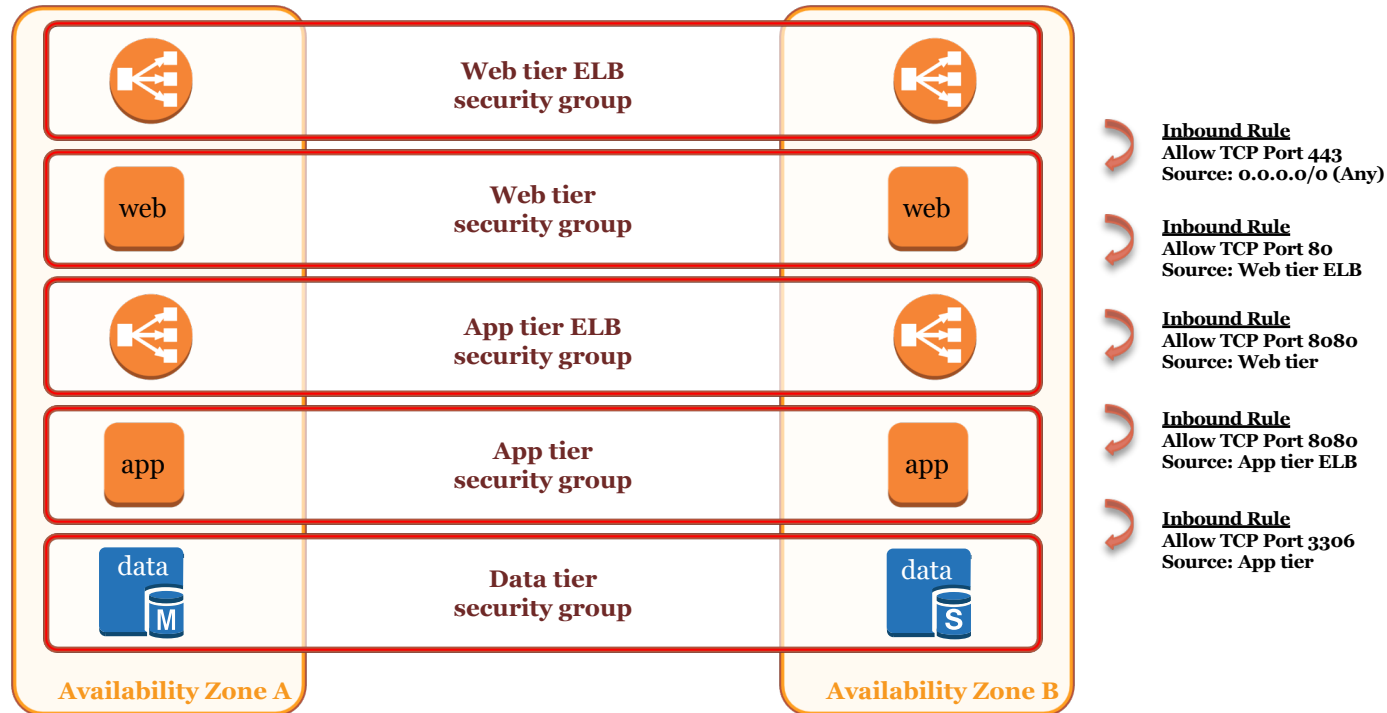 Web tier ELB
security group
Inbound Rule
Allow TCP Port 443
Source: 0.0.0.0/0 (Any)
web
Web tier
security group
web
Inbound Rule
Allow TCP Port 80
Source: Web tier ELB
App tier ELB
security group
Inbound Rule
Allow TCP Port 8080
Source: Web tier
app
App tier
security group
app
Inbound Rule
Allow TCP Port 8080
Source: App tier ELB
data
M
Data tier
security group
data
S
Inbound Rule
Allow TCP Port 3306
Source: App tier
Availability Zone A
Availability Zone B